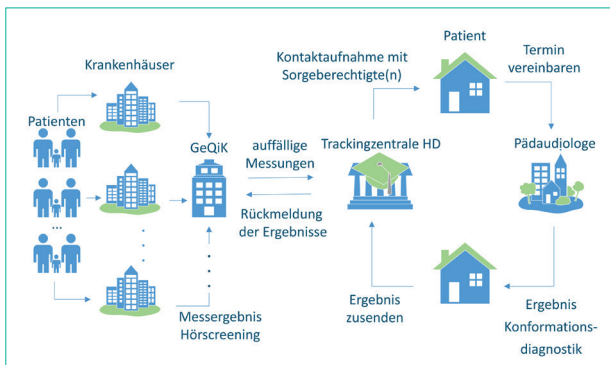 Patient
Kontaktaufnahme mit
Sorgeberechtigte(n)
Termin
vereinbaren
Krankenhäuser
Patienten
GeQiK
auffällige
Messungen
Trackingzentrale HD
Pädaudiologe
Rückmeldung
der Ergebnisse
...
Messergebnis
Hörscreening
Ergebnis
zusenden
Ergebnis
Konformations-
diagnostik